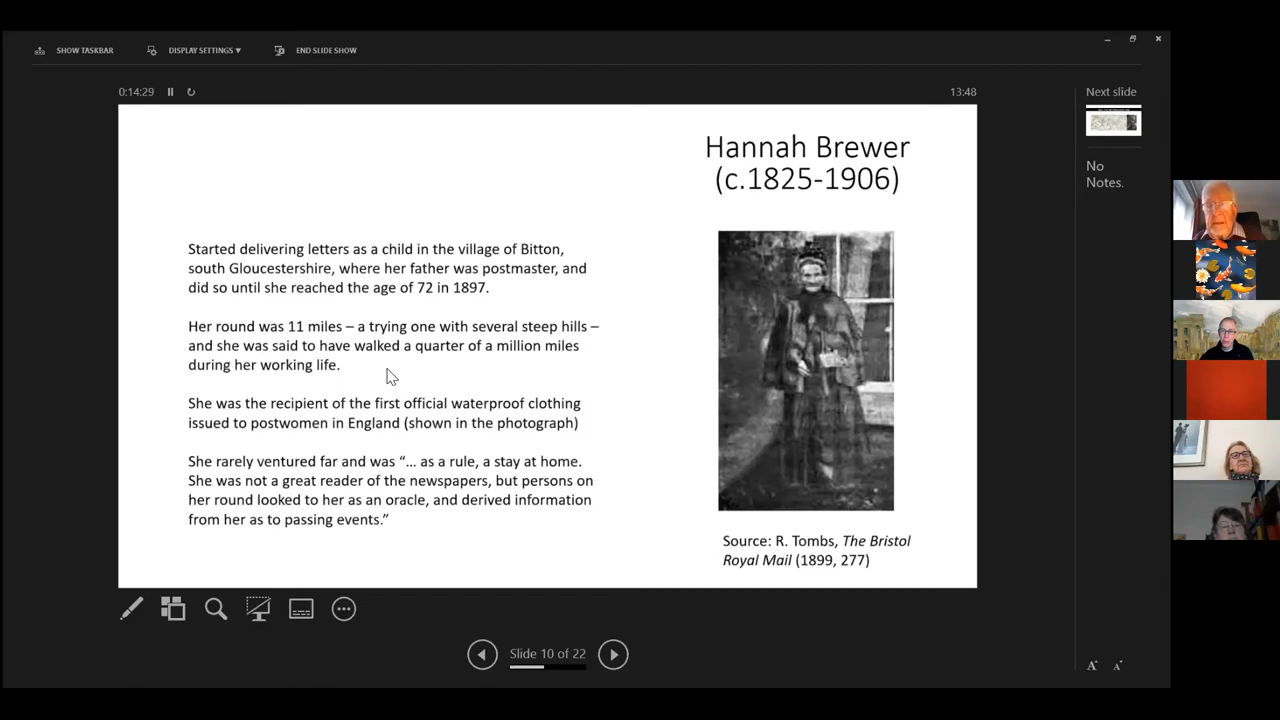 SHOW TASKBAR
DISPLAY SETTINGS ▾
END SLIDE SHOW
0:14:29
13:48
Next slide
No
Notes.
Hannah Brewer
(c.1825-1906)
Started delivering letters as a child in the village of Bitton,
south Gloucestershire, where her father was postmaster, and
did so until she reached the age of 72 in 1897.
Her round was 11 miles – a trying one with several steep hills –
and she was said to have walked a quarter of a million miles
during her working life.
She was the recipient of the first official waterproof clothing
issued to postwomen in England (shown in the photograph)
She rarely ventured far and was “… as a rule, a stay at home.
She was not a great reader of the newspapers, but persons on
her round looked to her as an oracle, and derived information
from her as to passing events.”
Source: R. Tombs, The Bristol
Royal Mail (1899, 277)
Slide 10 of 22
A A